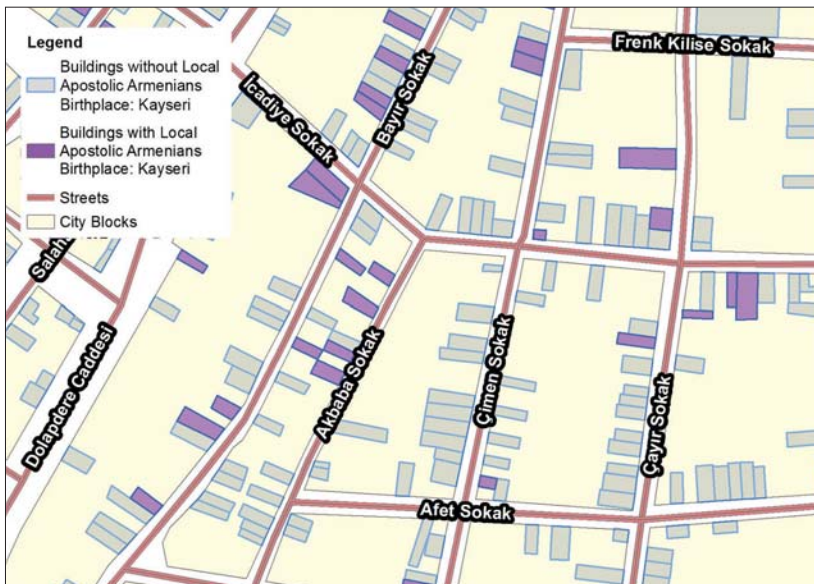 Legend
Buildings without Local
Apostolic Armenians
Birthplace: Kayseri
Buildings with Local
Apostolic Armenians
Birthplace: Kayseri
Streets
City Blocks
Frenk Kilise Sokak
Icadiye Sokak
Bayır Sokak
Akbaba Sokak
Çimen Sokak
Çayır Sokak
Dolapdere Caddesi
Afet Sokak